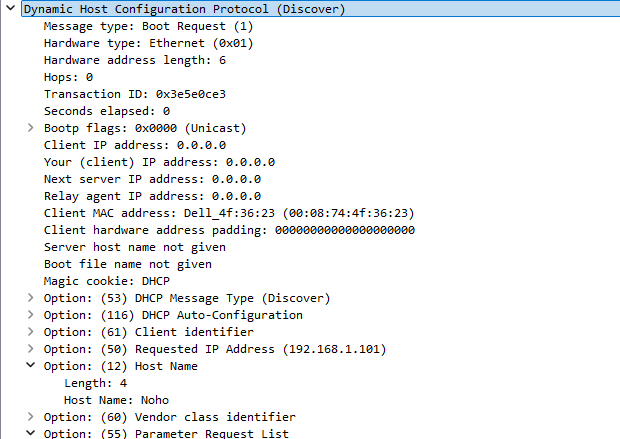 Dynamic Host Configuration Protocol (Discover)
Message type: Boot Request (1)
Hardware type: Ethernet (0x01)
Hardware address length: 6
Hops: 0
Transaction ID: 0x3e5e0ce3
Seconds elapsed: 0
Bootp flags: 0x0000 (Unicast)
Client IP address: 0.0.0.0
Your (client) IP address: 0.0.0.0
Next server IP address: 0.0.0.0
Relay agent IP address: 0.0.0.0
Client MAC address: Dell_4f:36:23 (00:08:74:4f:36:23)
Client hardware address padding: 00000000000000000000
Server host name not given
Boot file name not given
Magic cookie: DHCP
Option: (53) DHCP Message Type (Discover)
Option: (116) DHCP Auto-Configuration
Option: (61) Client identifier
Option: (50) Requested IP Address (192.168.1.101)
Option: (12) Host Name
Length: 4
Host Name: Noho
Option: (60) Vendor class identifier
Option: (55) Parameter Request List